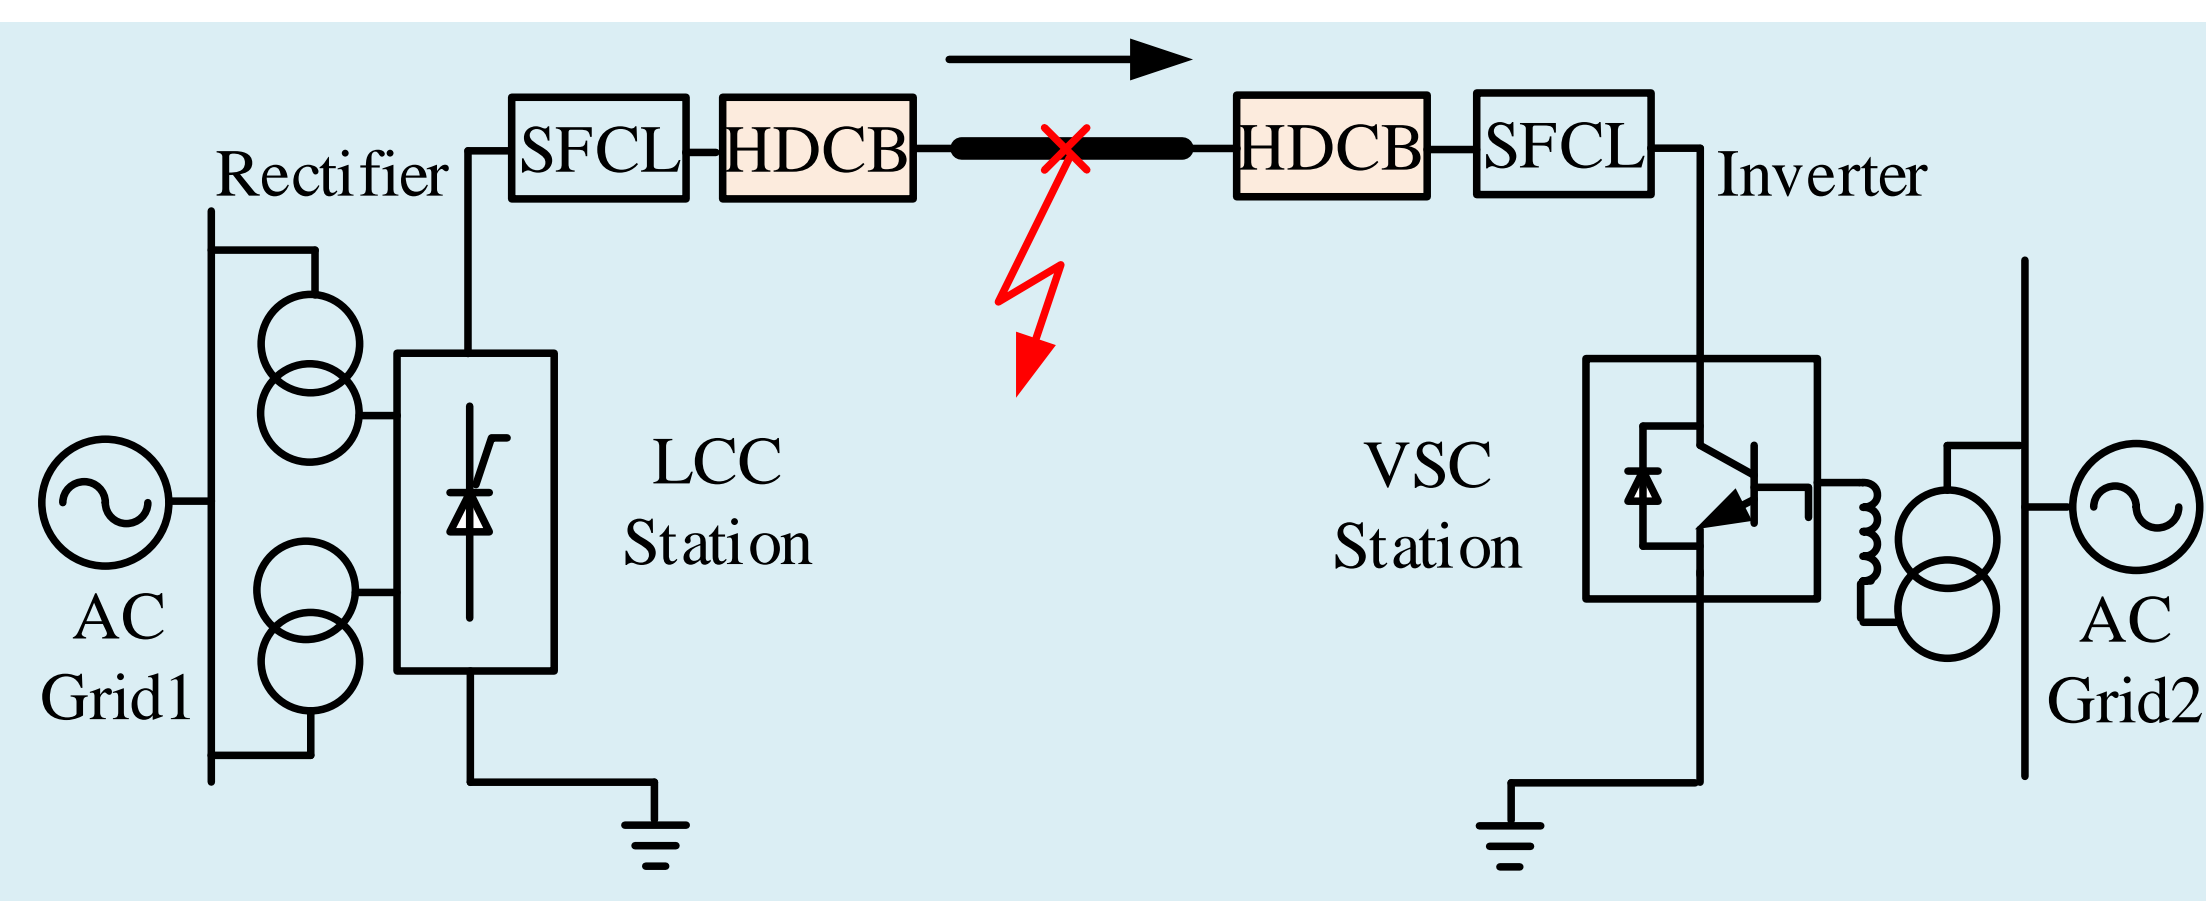 SFCL
HDCB
HDCB
SFCL
Rectifier
Inverter
LCC
Station
VSC
Station
AC
Grid1
AC
Grid2